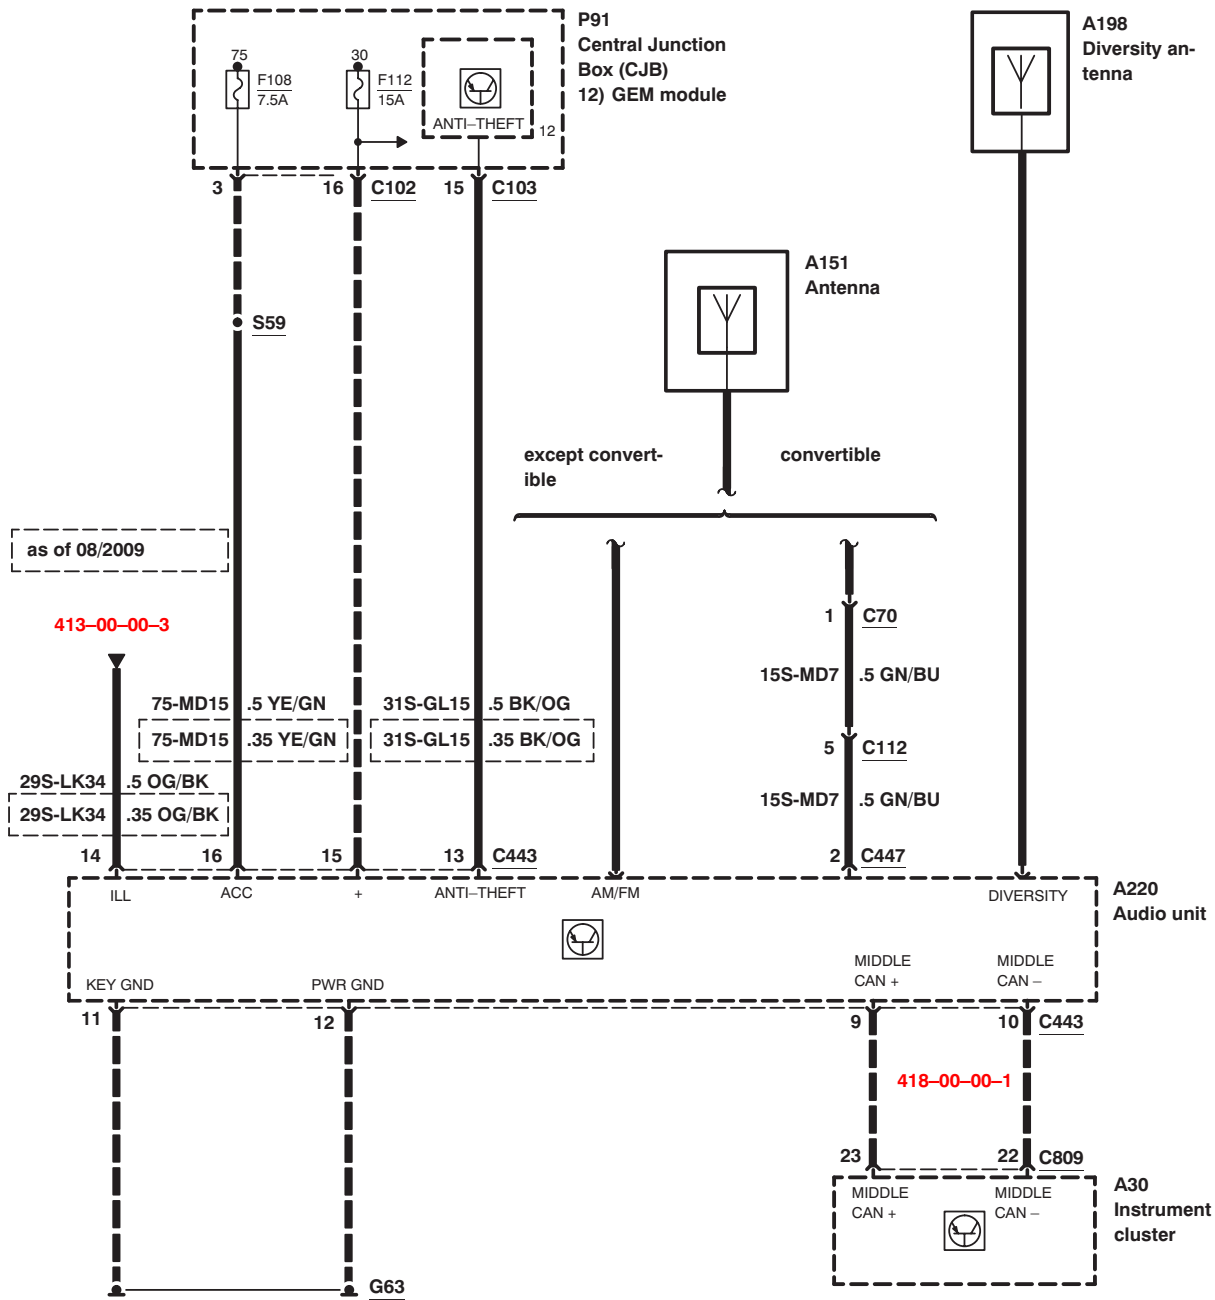 P91
Central Junction
Box (CJB)
12) GEM module
A198
Diversity an-
tenna
75
F108
7.5A
30
F112
15A
ANTI–THEFT
12
3
16
C102
15
C103
A151
Antenna
S59
except convert-
ible
convertible
as of 08/2009
413–00–00–3
1
C70
15S-MD7
.5 GN/BU
75-MD15
.5 YE/GN
31S-GL15
.5 BK/OG
75-MD15
.35 YE/GN
31S-GL15
.35 BK/OG
5
C112
29S-LK34
.5 OG/BK
15S-MD7
.5 GN/BU
29S-LK34
.35 OG/BK
14
16
15
13
C443
2
C447
ILL
ACC
+
ANTI–THEFT
AM/FM
DIVERSITY
A220
Audio unit
KEY GND
PWR GND
MIDDLE
CAN +
MIDDLE
CAN –
11
12
9
10
C443
418–00–00–1
23
22
C809
MIDDLE
CAN +
MIDDLE
CAN –
A30
Instrument
cluster
G63